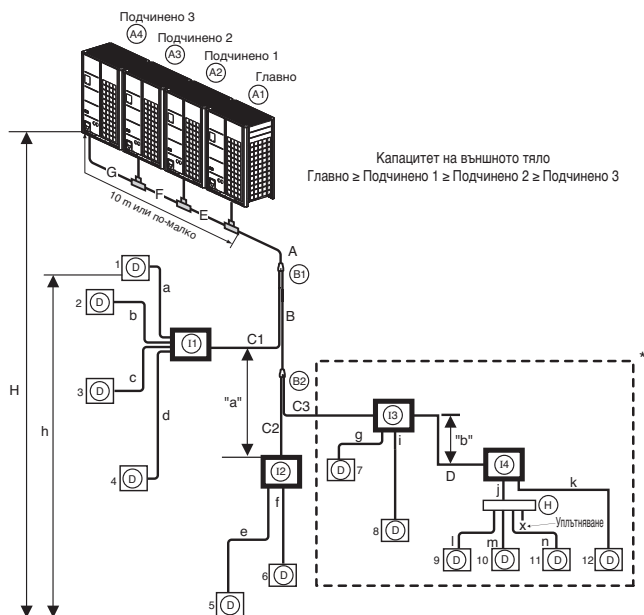 Подчинено 3
A4
Подчинено 2
A3
Подчинено 1
A2
Главно
A1
Капацитет на външното тяло
Главно ≥ Подчинено 1 ≥ Подчинено 2 ≥ Подчинено 3
G
F
E
10 m или по-малко
A
B1
B
1
D
a
2
D
b
I1
C1
3
D
c
d
4
D
H
h
"a"
B2
C3
C2
I2
e
f
5
D
6
D
*
I3
g
i
D
7
8
D
"b"
D
I4
j
k
H
x
Уплътняване
l
m
n
9
D
10
D
11
D
12
D